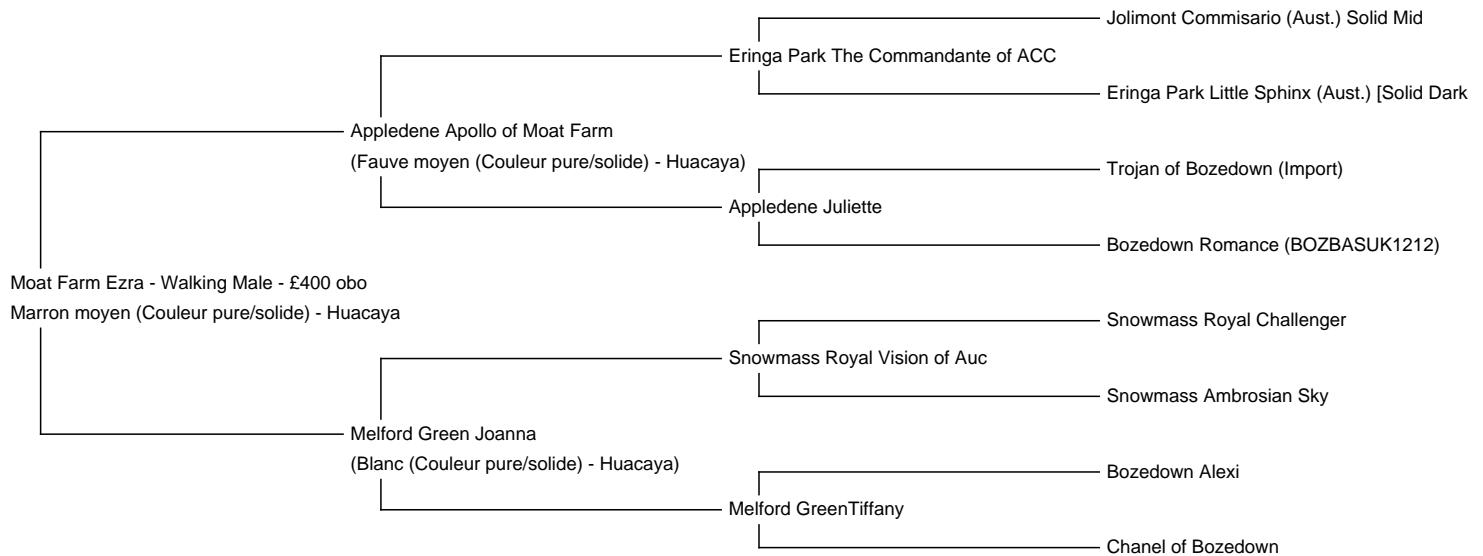 Jolimont Commisario (Aust.) Solid Mid
Eringa Park The Commandante of ACC
Eringa Park Little Sphinx (Aust.) [Solid Dark
Appledene Apollo of Moat Farm
(Fauve moyen (Couleur pure/solide) - Huacaya)
Trojan of Bozedown (Import)
Appledene Juliette
Bozedown Romance (BOZBASUK1212)
Moat Farm Ezra - Walking Male - £400 obo
Marron moyen (Couleur pure/solide) - Huacaya
Snowmass Royal Challenger
Snowmass Royal Vision of Auc
Snowmass Ambrosian Sky
Melford Green Joanna
(Blanc (Couleur pure/solide) - Huacaya)
Bozedown Alexi
Melford GreenTiffany
Chanel of Bozedown